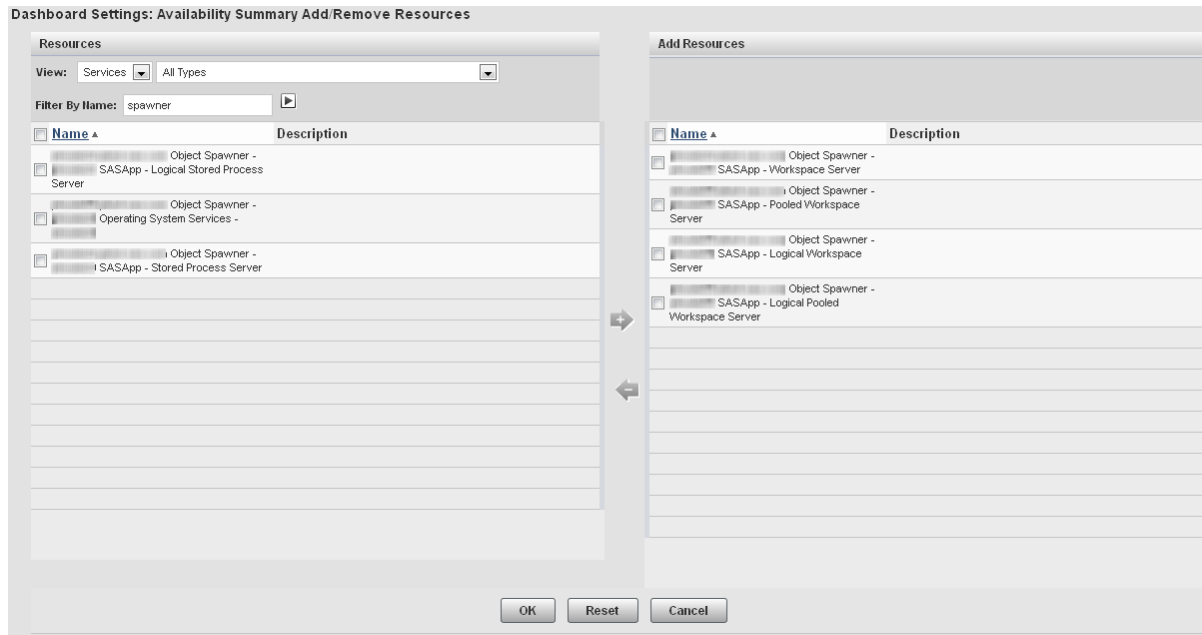 Dashboard Settings: Availability Summary Add/Remove Resources
Resources
View: Services All Types
Filter By Name: spawner
Name Description
Object Spawner -
SASApp - Logical Stored Process
Server
Object Spawner -
Operating System Services -
Object Spawner -
SASApp - Stored Process Server
Add Resources
Name Description
Object Spawner -
SASApp - Workspace Server
Object Spawner -
SASApp - Pooled Workspace
Server
Object Spawner -
SASApp - Logical Workspace
Server
Object Spawner -
SASApp - Logical Pooled
Workspace Server
OK Reset Cancel